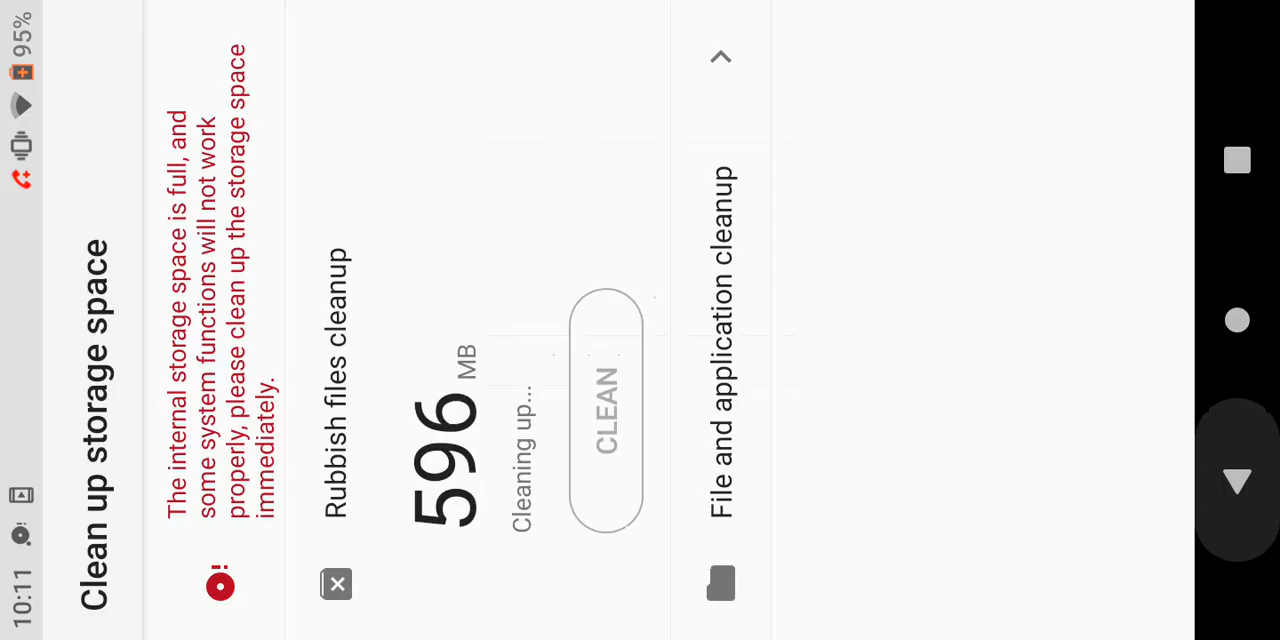 10:11
95%
Clean up storage space
The internal storage space is full, and
some system functions will not work
properly, please clean up the storage space
immediately.
Rubbish files cleanup
596 MB
Cleaning up...
CLEAN
File and application cleanup